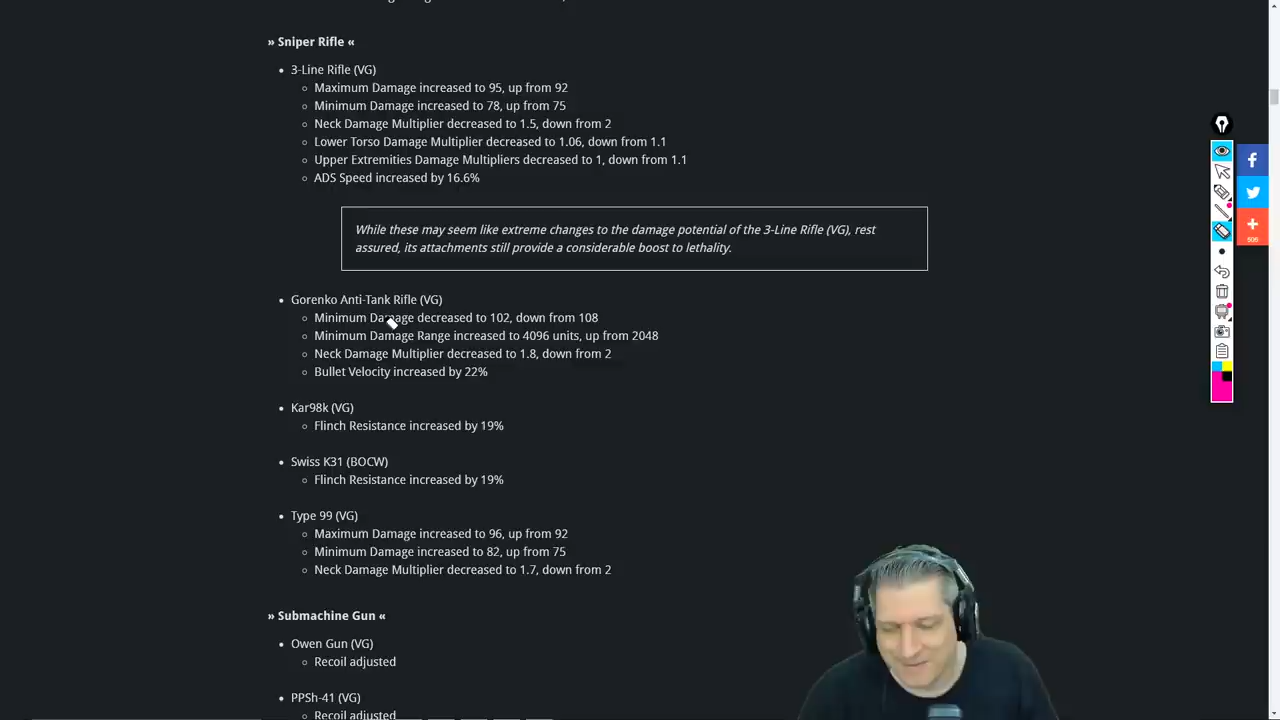 » Sniper Rifle «
3-Line Rifle (VG)
Maximum Damage increased to 95, up from 92
Minimum Damage increased to 78, up from 75
Neck Damage Multiplier decreased to 1.5, down from 2
Lower Torso Damage Multiplier decreased to 1.06, down from 1.1
Upper Extremities Damage Multipliers decreased to 1, down from 1.1
ADS Speed increased by 16.6%
While these may seem like extreme changes to the damage potential of the 3-Line Rifle (VG), rest
assured, its attachments still provide a considerable boost to lethality.
Gorenko Anti-Tank Rifle (VG)
Minimum Damage decreased to 102, down from 108
Minimum Damage Range increased to 4096 units, up from 2048
Neck Damage Multiplier decreased to 1.8, down from 2
Bullet Velocity increased by 22%
Kar98k (VG)
Flinch Resistance increased by 19%
Swiss K31 (BOCW)
Flinch Resistance increased by 19%
Type 99 (VG)
Maximum Damage increased to 96, up from 92
Minimum Damage increased to 82, up from 75
Neck Damage Multiplier decreased to 1.7, down from 2
» Submachine Gun «
Owen Gun (VG)
Recoil adjusted
PPSh-41 (VG)
Recoil adjusted